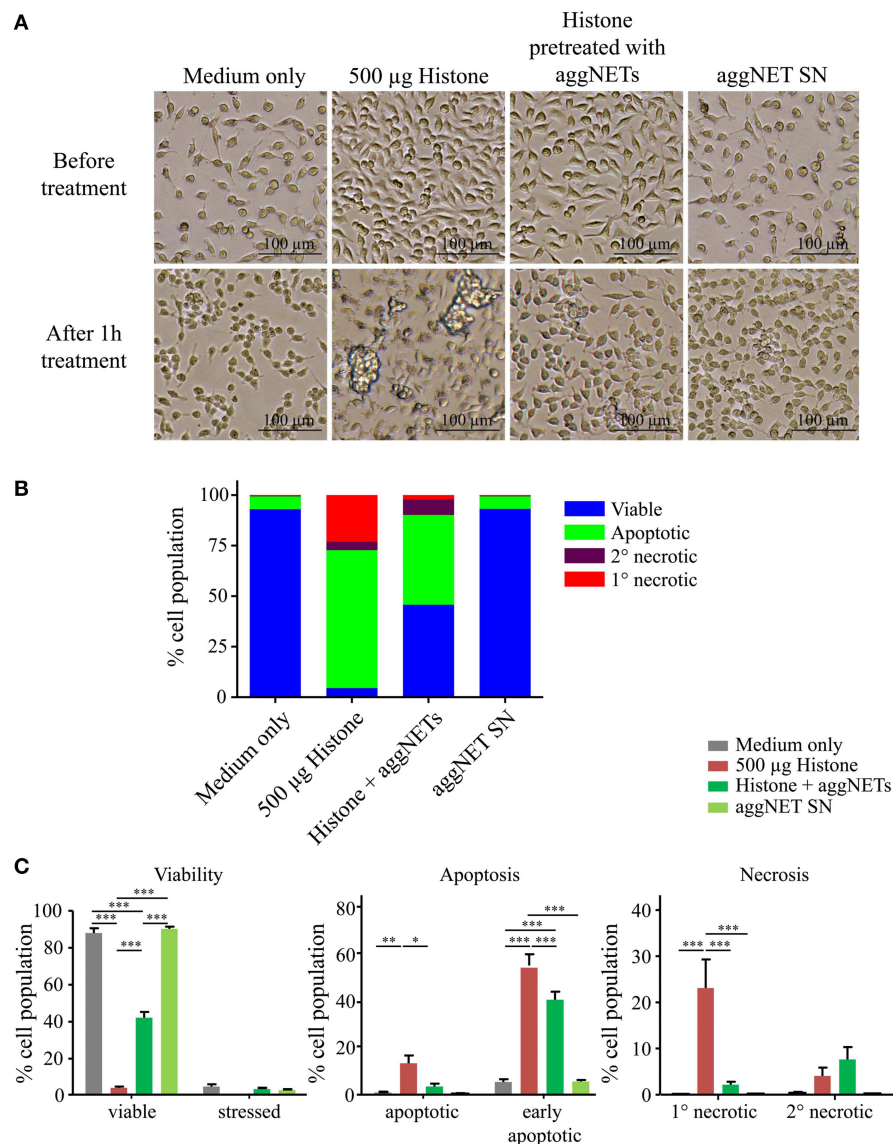 A
Medium only
500 µg Histone
Histone
pretreated with
aggNETs
aggNET SN
Before
treatment
100 µm
100 µm
100 µm
100 µm
After 1h
treatment
100 µm
100 µm
100 µm
100 µm
B
% cell population
100
75
50
25
0
Medium only
500 µg Histone
Histone + aggNETs
aggNET SN
Viable
Apoptotic
2° necrotic
1° necrotic
Medium only
500 µg Histone
Histone + aggNETs
aggNET SN
C
Viability
% cell population
100
80
60
40
20
0
***
***
***
***
***
viable
stressed
Apoptosis
% cell population
80
60
40
20
0
**
*
***
***
***
***
apoptotic
early
apoptotic
Necrosis
% cell population
40
30
20
10
0
***
***
***
1° necrotic
2° necrotic